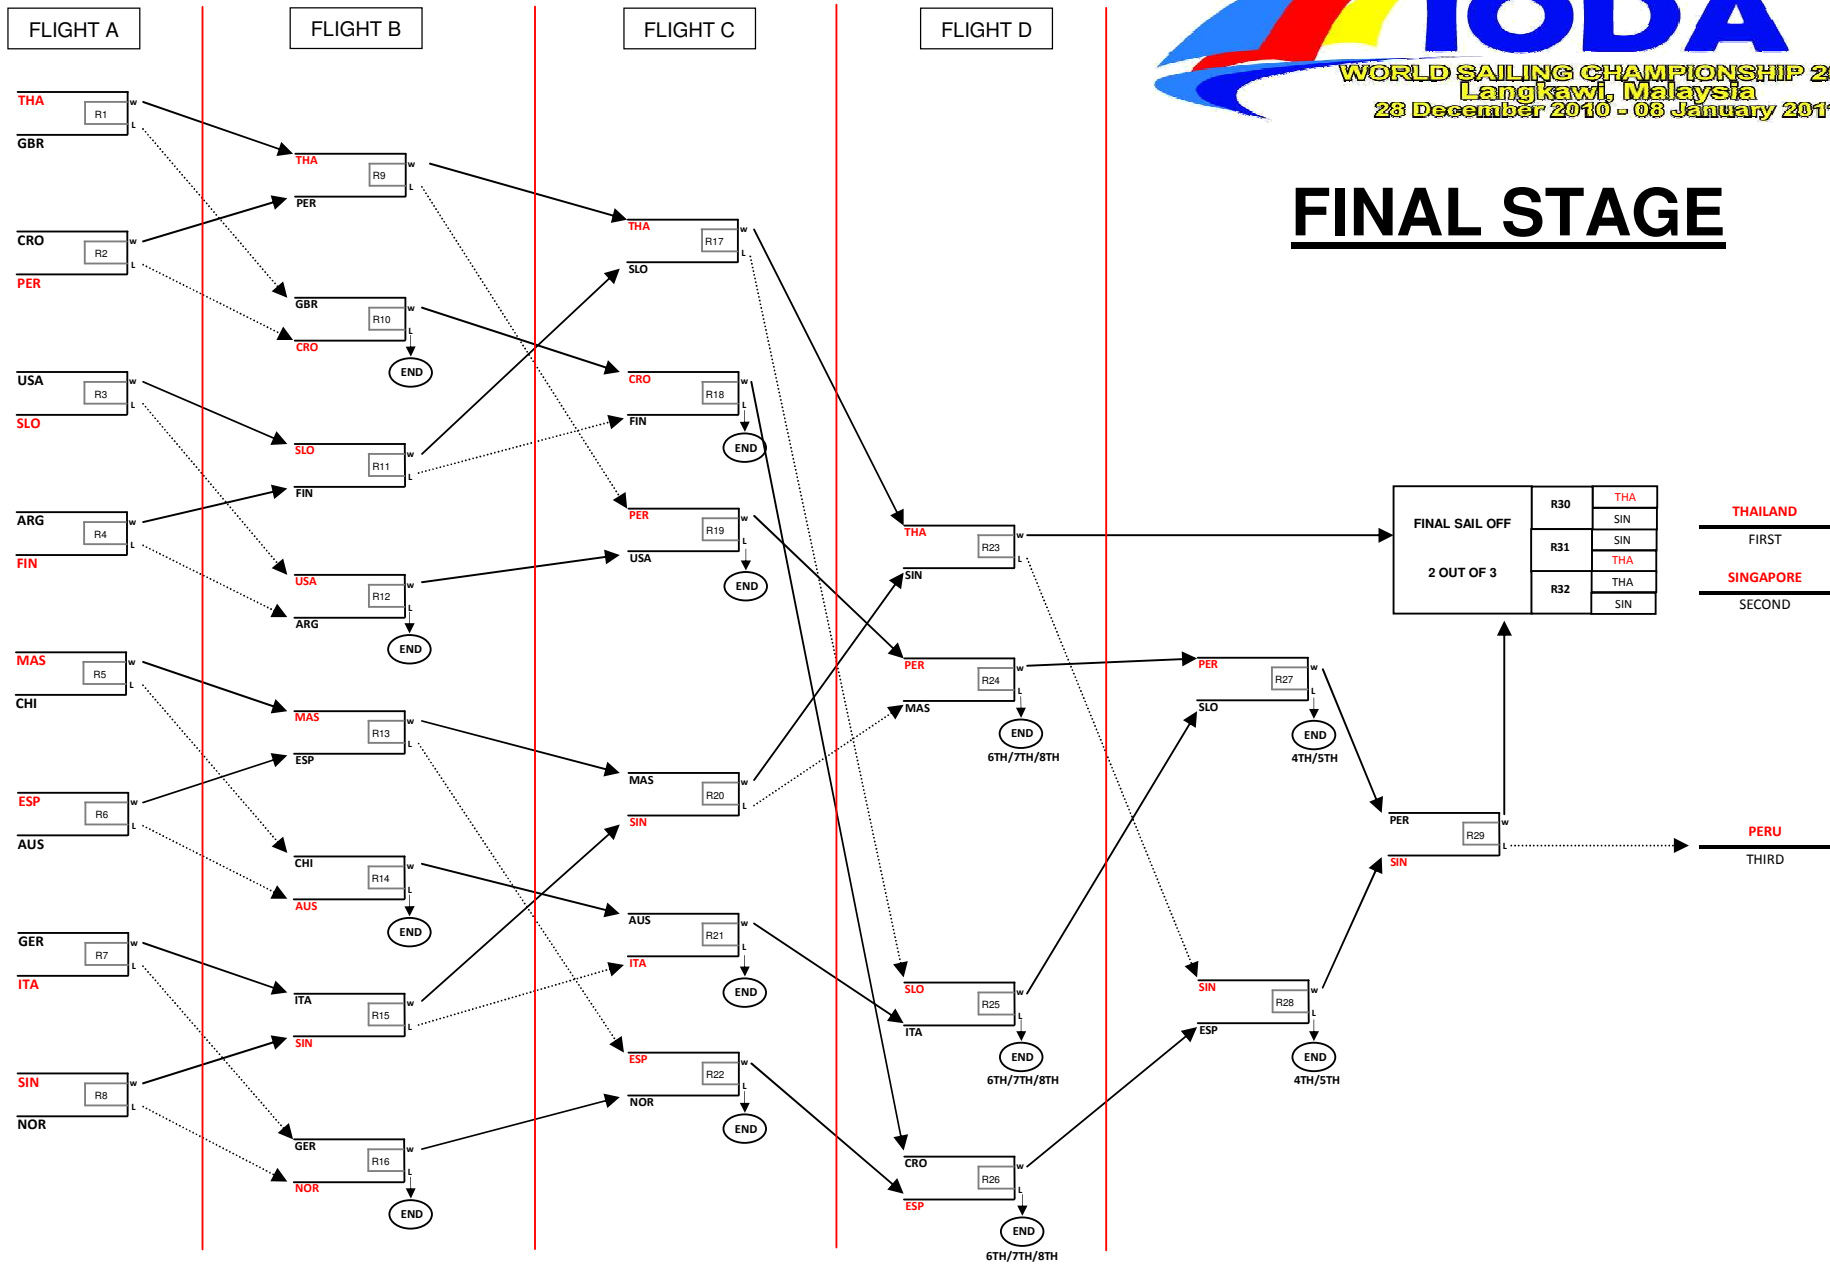 FLIGHT A
FLIGHT B
FLIGHT C
FLIGHT D
IODA
WORLD SAILING CHAMPIONSHIP
Langkawi, Malaysia
28 December 2010 - 08 January
FINAL STAGE
THA
R1
W
L
GBR
CRO
R2
W
L
PER
USA
R3
W
L
SLO
ARG
R4
W
L
FIN
MAS
R5
W
L
CHI
ESP
R6
W
L
AUS
GER
R7
W
L
ITA
SIN
R8
W
L
NOR
THA
R9
W
L
PER
GBR
R10
W
L
CRO
END
SLO
R11
W
L
FIN
USA
R12
W
L
ARG
END
MAS
R13
W
L
ESP
CHI
R14
W
L
AUS
END
ITA
R15
W
L
SIN
GER
R16
W
L
NOR
END
THA
R17
W
L
SLO
CRO
R18
W
L
FIN
END
PER
R19
W
L
USA
END
MAS
R20
W
L
SIN
AUS
R21
W
L
ITA
END
ESP
R22
W
L
NOR
END
THA
R23
W
L
SIN
PER
R24
W
L
MAS
END
6TH/7TH/8TH
SLO
R25
W
L
ITA
END
6TH/7TH/8TH
CRO
R26
W
L
ESP
END
6TH/7TH/8TH
PER
R27
W
L
SLO
END
4TH/5TH
SIN
R28
W
L
ESP
END
4TH/5TH
PER
R29
W
L
SIN
FINAL SAIL OFF
2 OUT OF 3
R30
THA
SIN
R31
SIN
THA
R32
THA
SIN
THAILAND
FIRST
SINGAPORE
SECOND
PERU
THIRD